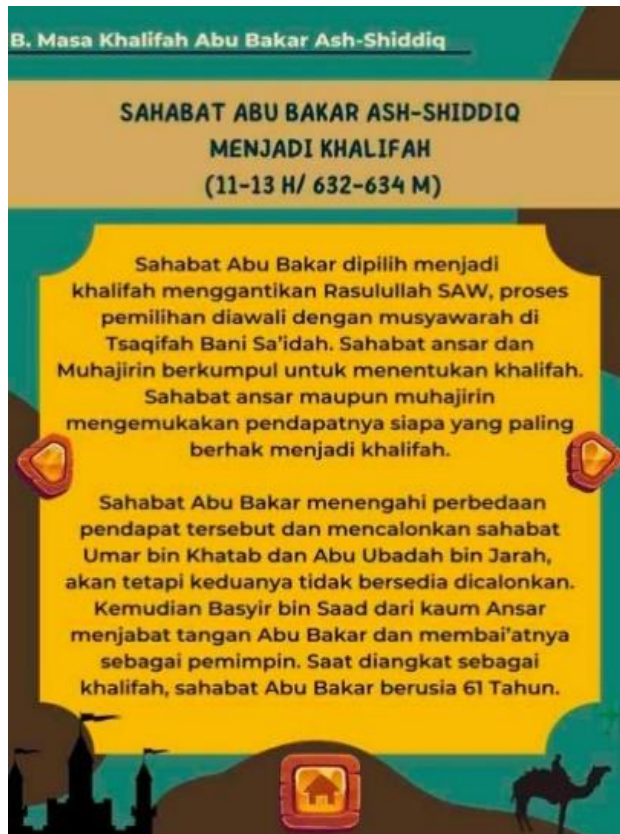 B. Masa Khalifah Abu Bakar Ash-Shiddiq
SAHABAT ABU BAKAR ASH-SHIDDIQ
MENJADI KHALIFAH
(11-13 H/ 632-634 M)
Sahabat Abu Bakar dipilih menjadi
khalifah menggantikan Rasulullah SAW, proses
pemilihan diawali dengan musyawarah di
Tsaqifah Bani Sa'idah. Sahabat ansar dan
Muhajirin berkumpul untuk menentukan khalifah.
Sahabat ansar maupun muhajirin
mengemukakan pendapatnya siapa yang paling
berhak menjadi khalifah.
Sahabat Abu Bakar menengahi perbedaan
pendapat tersebut dan mencalonkan sahabat
Umar bin Khatab dan Abu Ubadah bin Jarah,
akan tetapi keduanya tidak bersedia dicalonkan.
Kemudian Basyir bin Saad dari kaum Ansar
menjabat tangan Abu Bakar dan membai'atnya
sebagai pemimpin. Saat diangkat sebagai
khalifah, sahabat Abu Bakar berusia 61 Tahun.